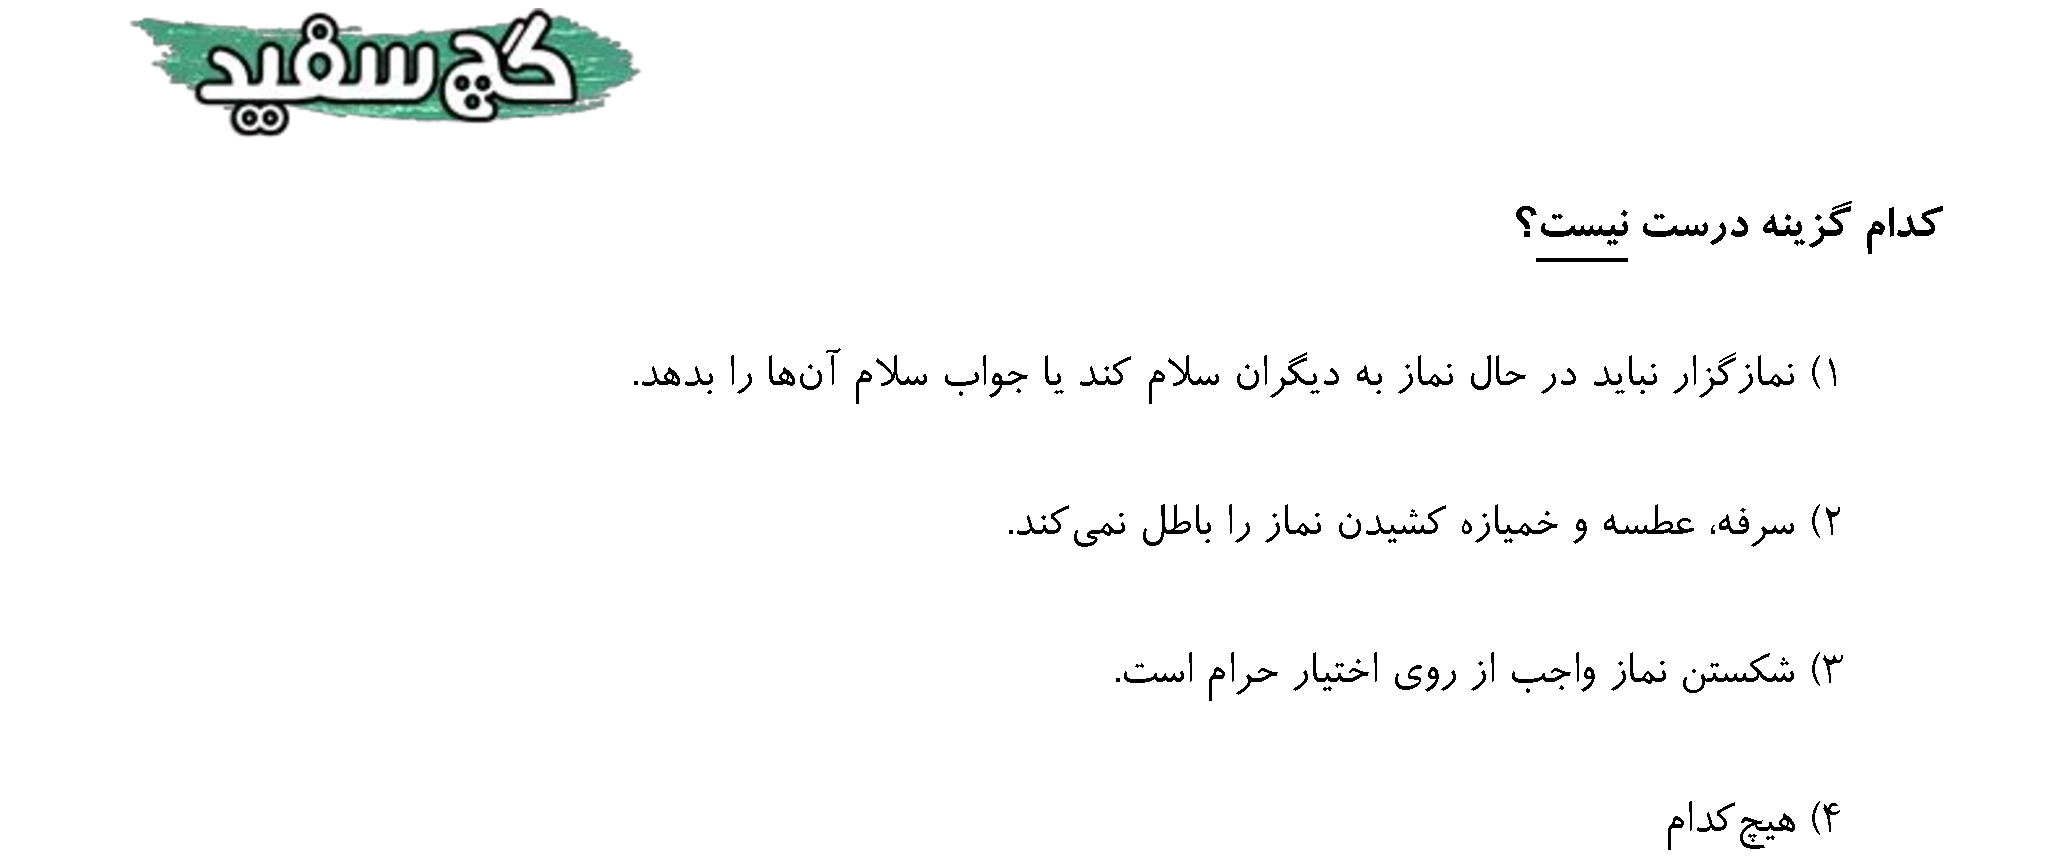 گچ سفید
کدام گزینه درست نیست؟
۱) نمازگزار نباید در حال نماز به دیگران سلام کند یا جواب سلام آن‌ها را بدهد.
۲) سرفه، عطسه و خمیازه کشیدن نماز را باطل نمی‌کند.
۳) شکستن نماز واجب از روی اختیار حرام است.
۴) هیچ‌کدام